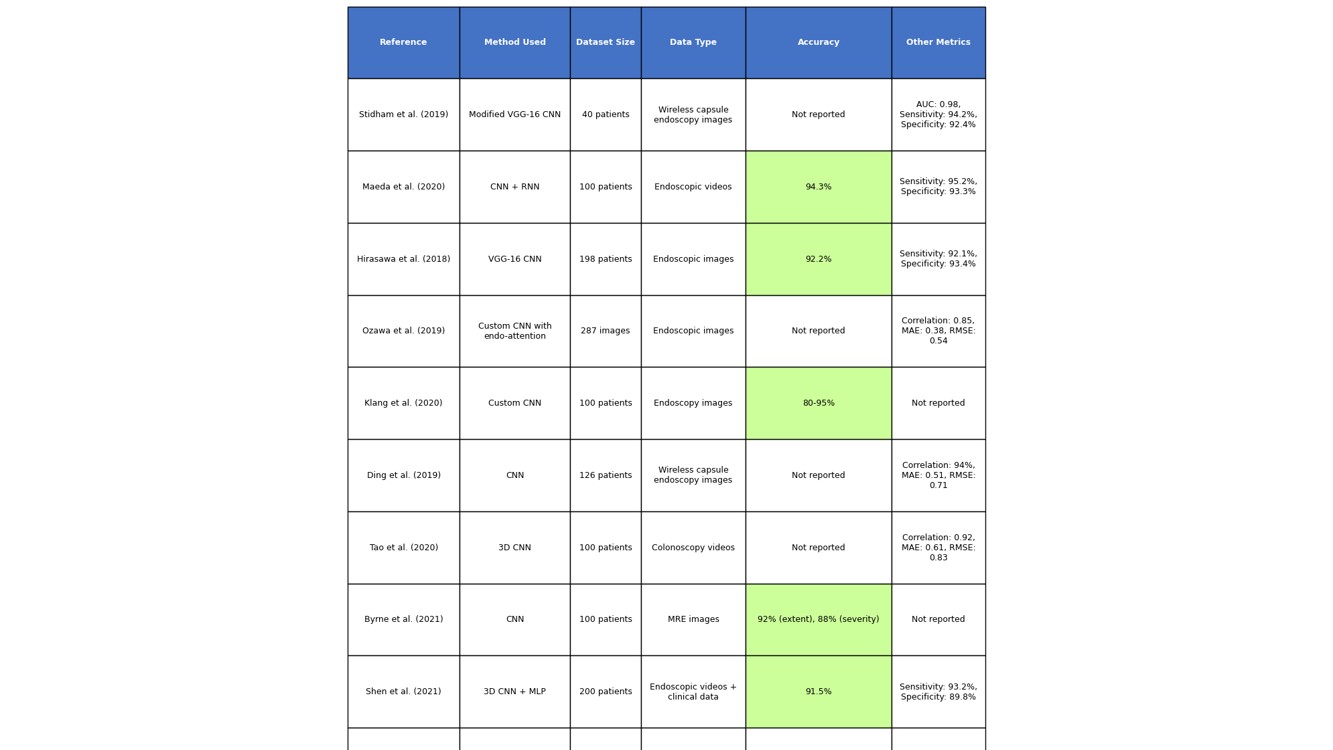 Reference Method Used Dataset Size Data Type Accuracy Other Metrics
Stidham et al. (2019)
Modified VGG-16 CNN
40 patients
Wireless capsule
endoscopy images
Not reported
AUC: 0.98,
Sensitivity: 94.2%,
Specificity: 92.4%
Maeda et al. (2020)
CNN + RNN
100 patients
Endoscopic videos
94.3%
Sensitivity: 95.2%,
Specificity: 93.3%
Hirasawa et al. (2018)
VGG-16 CNN
198 patients
Endoscopic images
92.2%
Sensitivity: 92.1%,
Specificity: 93.4%
Ozawa et al. (2019)
Custom CNN with
endo-attention
287 images
Endoscopic images
Not reported
Correlation: 0.85,
MAE: 0.38, RMSE:
0.54
Klang et al. (2020)
Custom CNN
100 patients
Endoscopy images
80-95%
Not reported
Ding et al. (2019)
CNN
126 patients
Wireless capsule
endoscopy images
Not reported
Correlation: 94%,
MAE: 0.51, RMSE:
0.71
Tao et al. (2020)
3D CNN
100 patients
Colonoscopy videos
Not reported
Correlation: 0.92,
MAE: 0.61, RMSE:
0.83
Byrne et al. (2021)
CNN
100 patients
MRE images
92% (extent), 88% (severity)
Not reported
Shen et al. (2021)
3D CNN + MLP
200 patients
Endoscopic videos +
clinical data
91.5%
Sensitivity: 93.2%,
Specificity: 89.8%